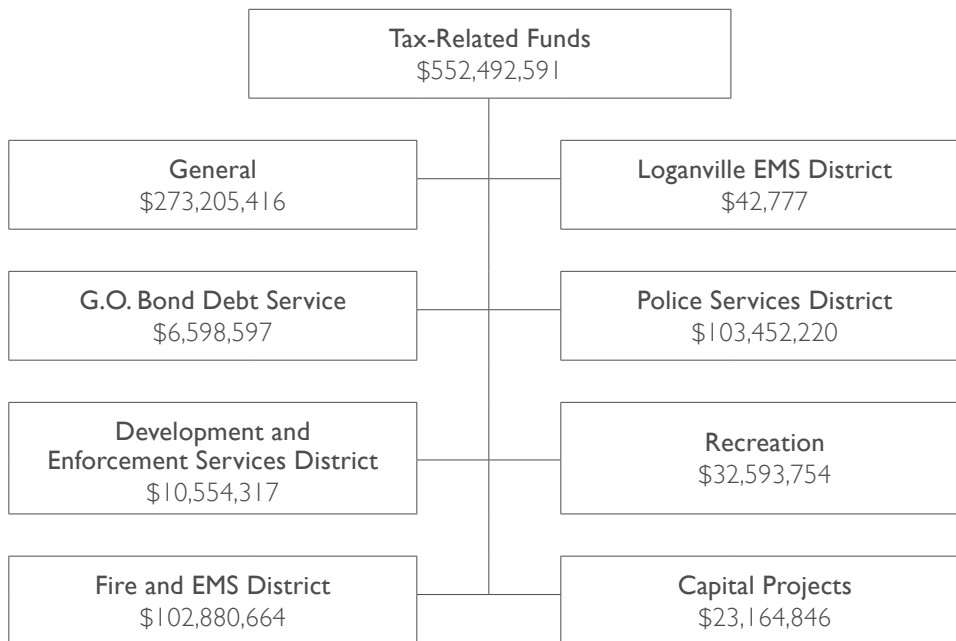 Tax-Related Funds
$552,492,591
General
$273,205,416
Loganville EMS District
$42,777
G.O. Bond Debt Service
$6,598,597
Police Services District
$103,452,220
Development and
Enforcement Services District
$10,554,317
Recreation
$32,593,754
Fire and EMS District
$102,880,664
Capital Projects
$23,164,846